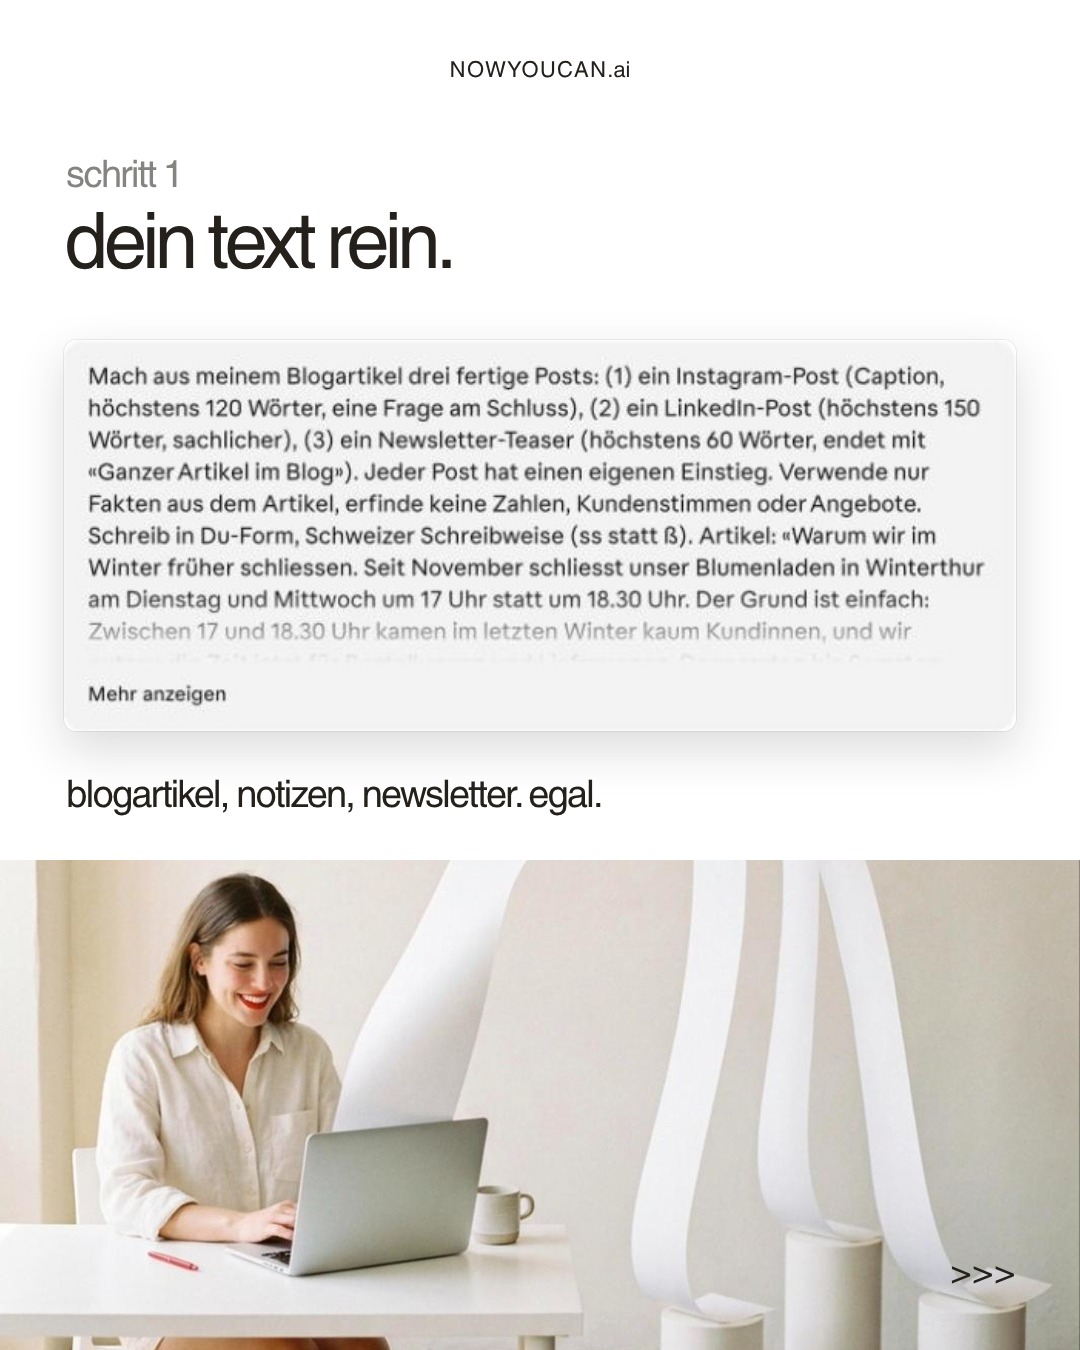 NOWYOUCAN.ai
schritt 1
dein text rein.
Mach aus meinem Blogartikel drei fertige Posts: (1) ein Instagram-Post (Caption,
höchstens 120 Wörter, eine Frage am Schluss), (2) ein LinkedIn-Post (höchstens 150
Wörter, sachlicher), (3) ein Newsletter-Teaser (höchstens 60 Wörter, endet mit
«Ganzer Artikel im Blog»). Jeder Post hat einen eigenen Einstieg. Verwende nur
Fakten aus dem Artikel, erfinde keine Zahlen, Kundenstimmen oder Angebote.
Schreib in Du-Form, Schweizer Schreibweise (ss statt ß). Artikel: «Warum wir im
Winter früher schliessen. Seit November schliesst unser Blumenladen in Winterthur
am Dienstag und Mittwoch um 17 Uhr statt um 18.30 Uhr. Der Grund ist einfach:
Zwischen 17 und 18.30 Uhr kamen im letzten Winter kaum Kundinnen, und wir
Mehr anzeigen
blogartikel, notizen, newsletter. egal.
>>>